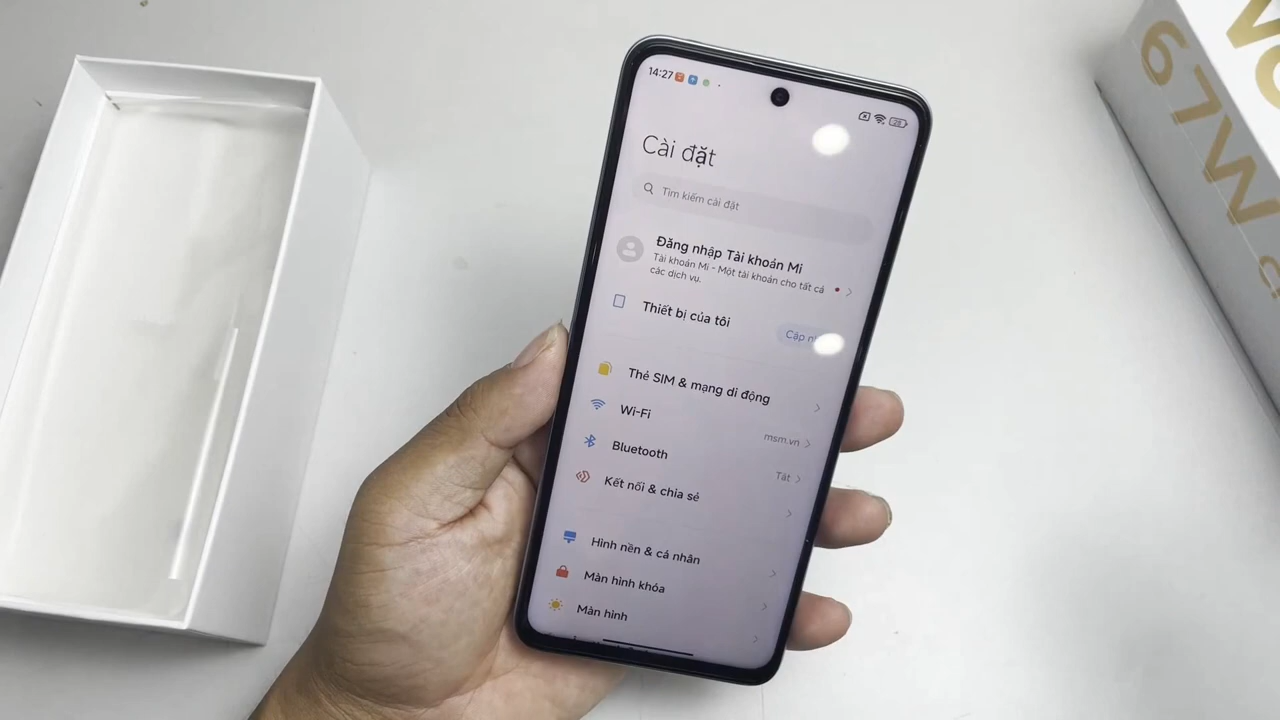 14:27
Cài đặt
Tìm kiếm cài đặt
Đăng nhập Tài khoản Mi
Tài khoản Mi - Một tài khoản cho tất cả
các dịch vụ.
Thiết bị của tôi
Thẻ SIM & mạng di động
Wi-Fi
msm.vn
Bluetooth
Tắt
Kết nối & chia sẻ
Hình nền & cá nhân
Màn hình khóa
Màn hình
67W